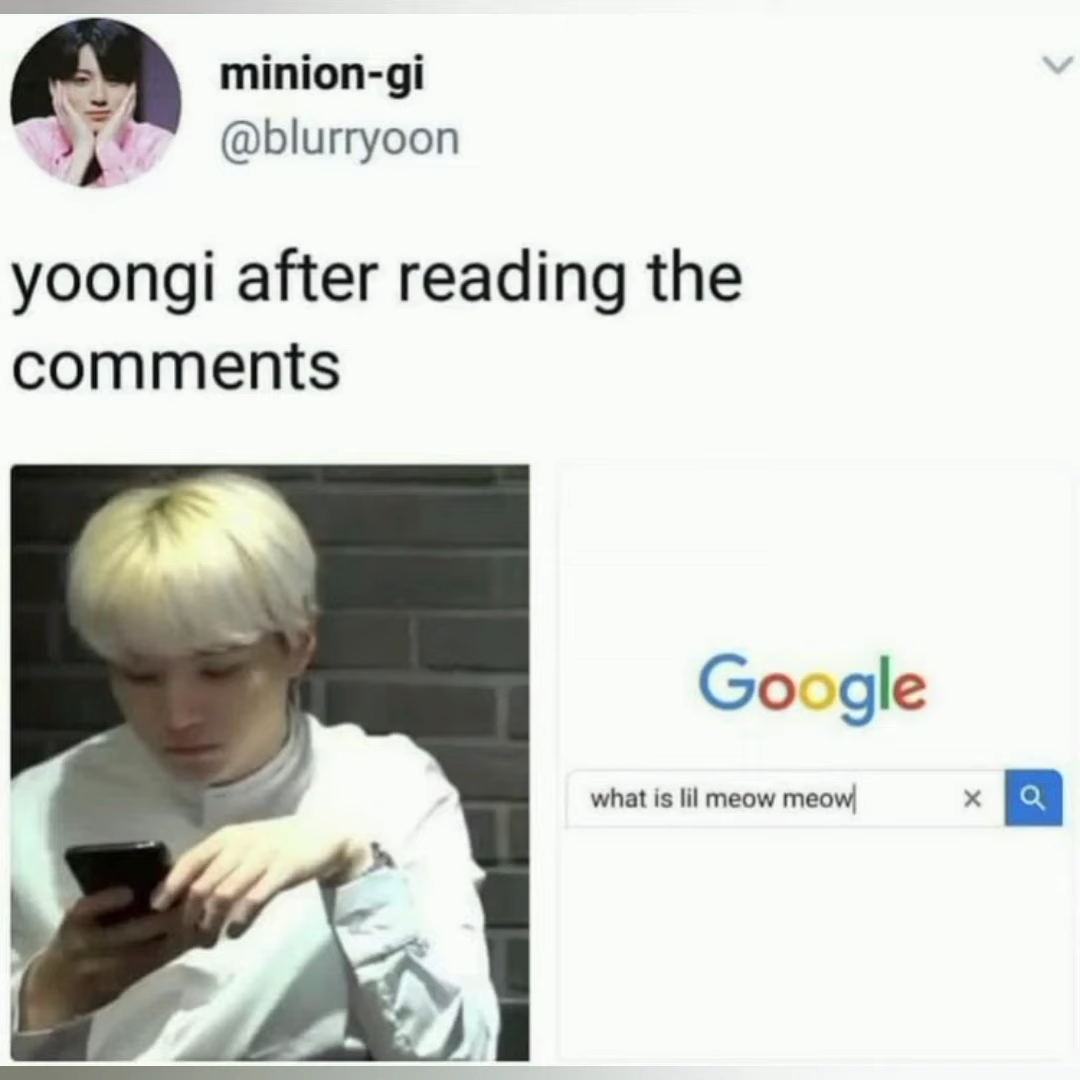 minion-gi
@blurryoon
yoongi after reading the
comments
Google
what is lil meow meow